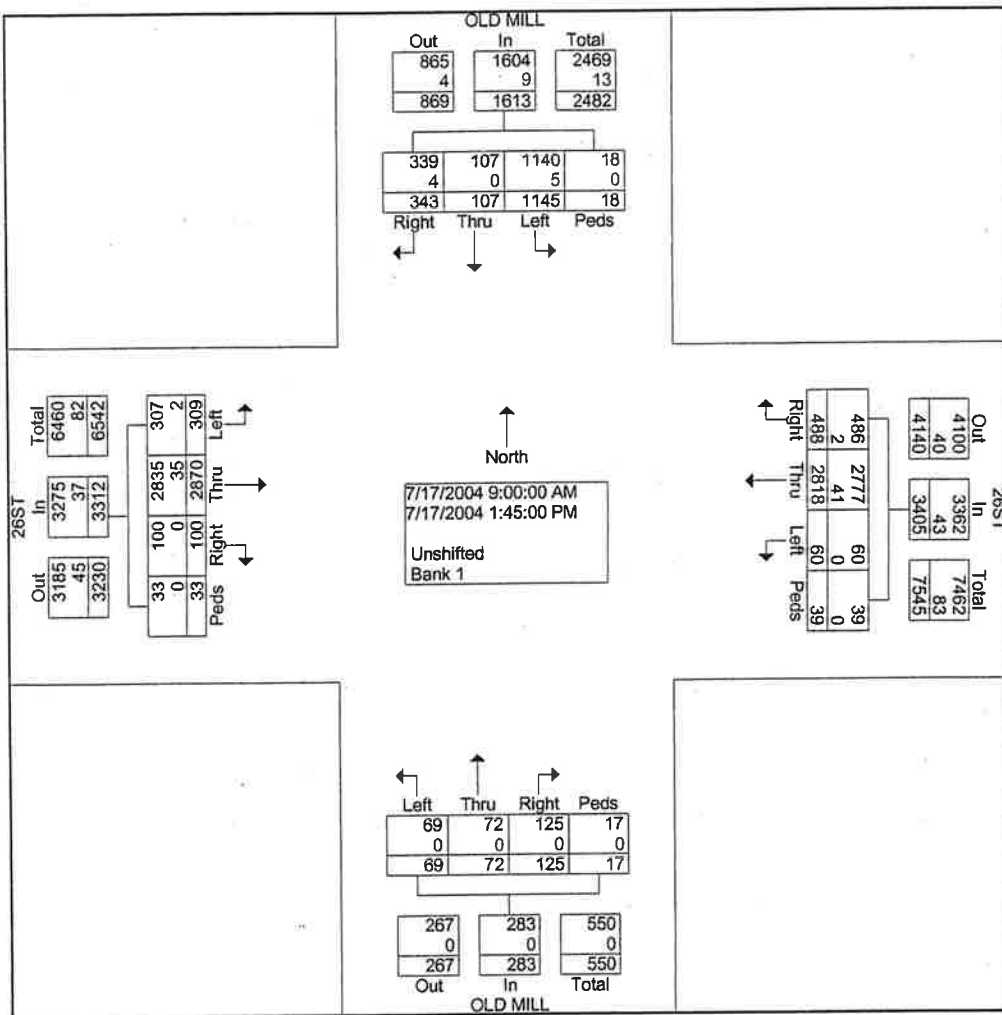 OLD MILL
Out In Total
865 1604 2469
4 9 13
869 1613 2482
339 107 1140 18
4 0 5 0
343 107 1145 18
Right Thru Left Peds
26ST
Total In Out
6460 3275 3185
82 37 45
6542 3312 3230
307 2835 100 33
2 35 0 0
309 2870 100 33
Left Thru Right Peds
North
7/17/2004 9:00:00 AM
7/17/2004 1:45:00 PM
Unshifted
Bank 1
Right Thru Left Peds
486 2777 60 39
2 41 0 0
488 2818 60 39
Out In Total
4100 3362 7462
40 43 83
4140 3405 7545
26ST
Left Thru Right Peds
69 72 125 17
0 0 0 0
69 72 125 17
267 283 550
0 0 0
267 283 550
Out In Total
OLD MILL